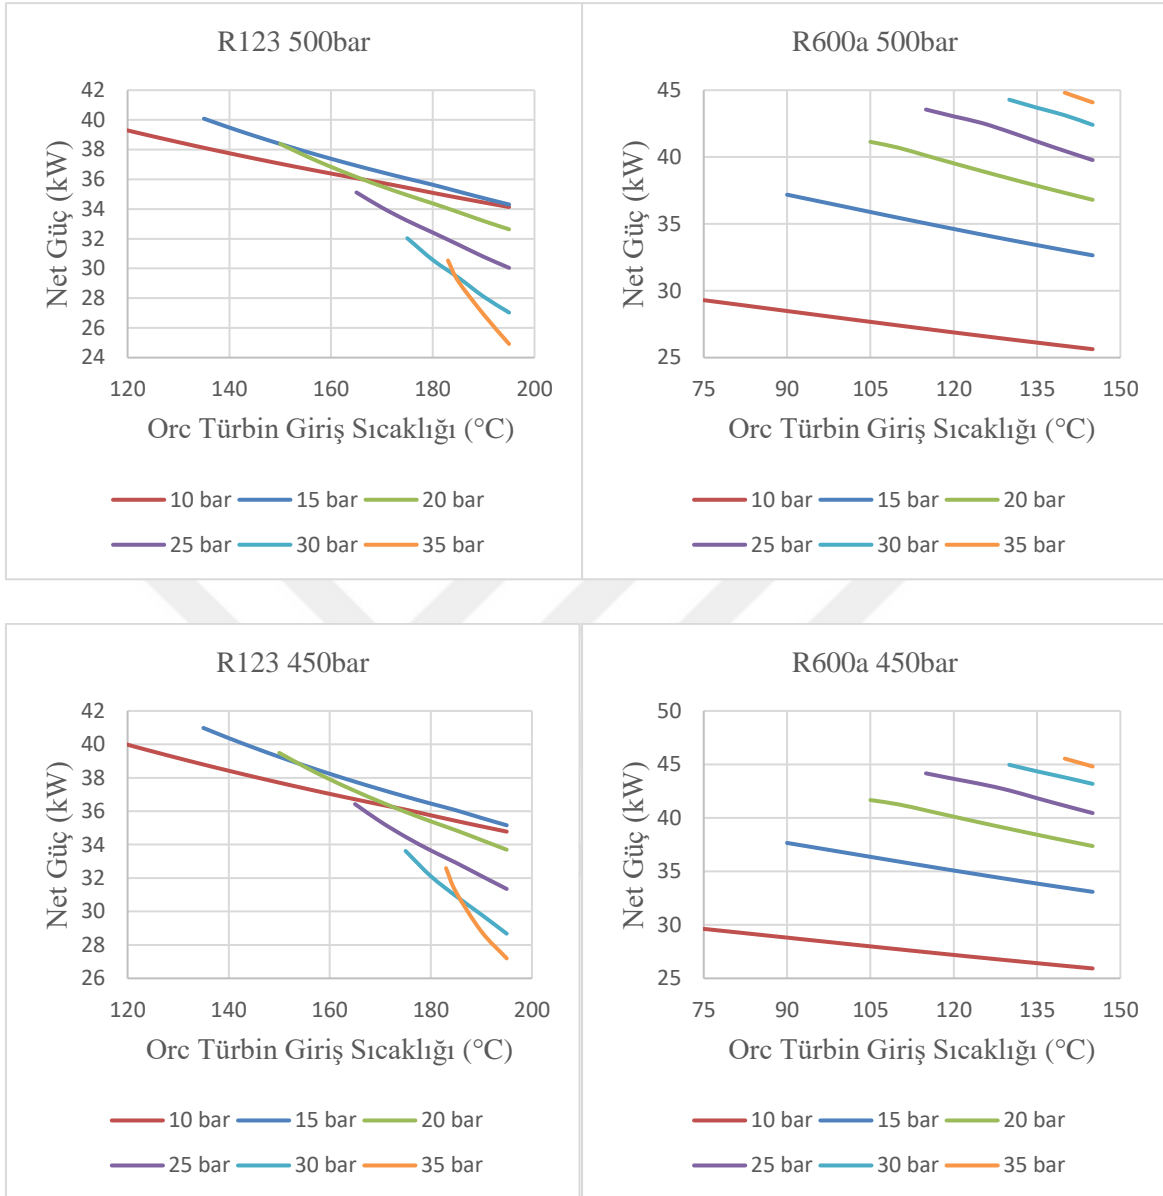 R123 500bar
Net Güç (kW)
42
40
38
36
34
32
30
28
26
24
120 140 160 180 200
Orc Türbin Giriş Sıcaklığı (°C)
10 bar 15 bar 20 bar
25 bar 30 bar 35 bar
R600a 500bar
Net Güç (kW)
45
40
35
30
25
75 90 105 120 135 150
Orc Türbin Giriş Sıcaklığı (°C)
10 bar 15 bar 20 bar
25 bar 30 bar 35 bar
R123 450bar
Net Güç (kW)
42
40
38
36
34
32
30
28
26
120 140 160 180 200
Orc Türbin Giriş Sıcaklığı (°C)
10 bar 15 bar 20 bar
25 bar 30 bar 35 bar
R600a 450bar
Net Güç (kW)
50
45
40
35
30
25
75 90 105 120 135 150
Orc Türbin Giriş Sıcaklığı (°C)
10 bar 15 bar 20 bar
25 bar 30 bar 35 bar